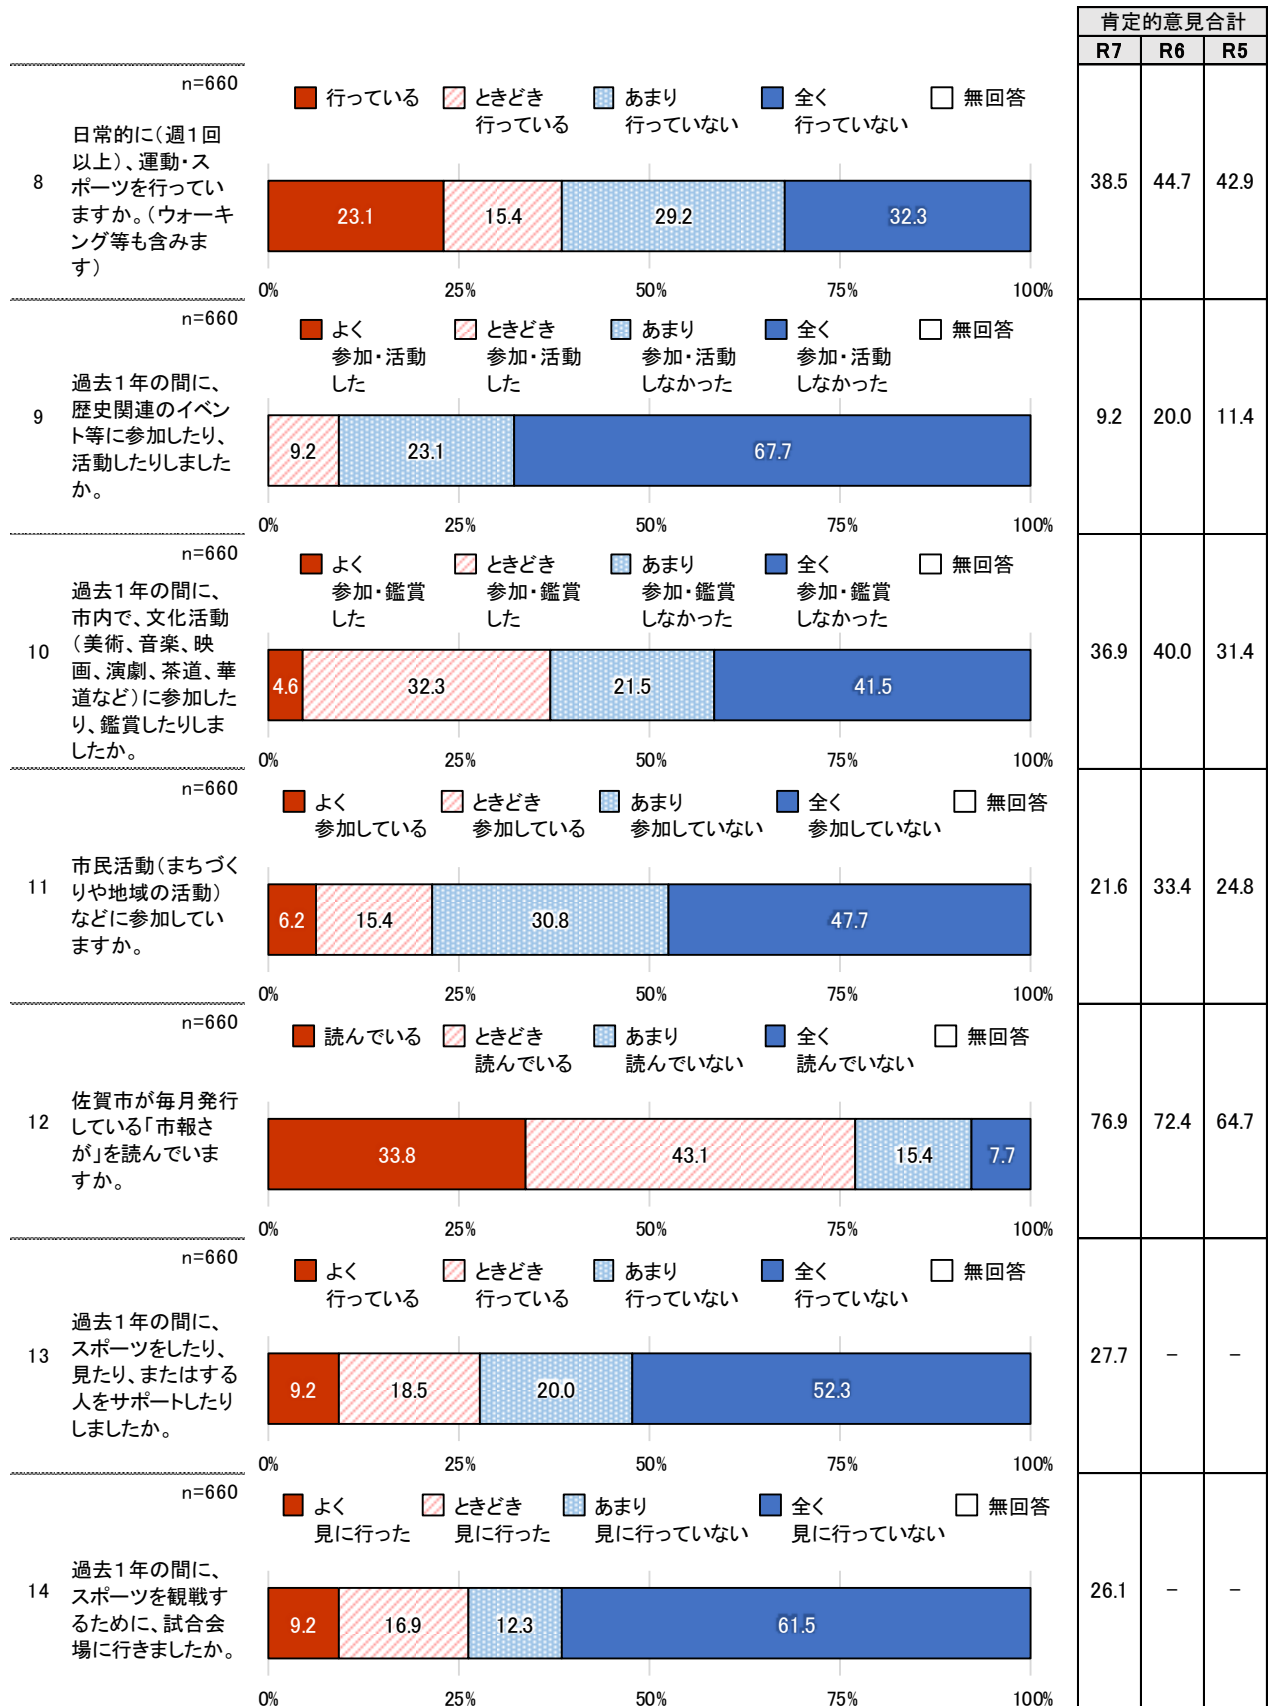 肯定的意見合計
R7 R6 R5
n=660
行っている ときどき あまり 全く 無回答
行っている 行っていない 行っていない
8
日常的に(週1回
以上)、運動・ス
ポーツを行ってい
ますか。(ウォーキ
ング等も含みま
す)
23.1 15.4 29.2 32.3
38.5 44.7 42.9
0% 25% 50% 75% 100%
n=660
よく ときどき あまり 全く 無回答
参加・活動 参加・活動 参加・活動 参加・活動
した した しなかった しなかった
9
過去1年の間に、
歴史関連のイベン
ト等に参加したり、
活動したりしました
か。
9.2 23.1 67.7
9.2 20.0 11.4
0% 25% 50% 75% 100%
n=660
よく ときどき あまり 全く 無回答
参加・鑑賞 参加・鑑賞 参加・鑑賞 参加・鑑賞
した した しなかった しなかった
10
過去1年の間に、
市内で、文化活動
(美術、音楽、映
画、演劇、茶道、華
道など)に参加した
り、鑑賞したりしま
したか。
4.6 32.3 21.5 41.5
36.9 40.0 31.4
0% 25% 50% 75% 100%
n=660
よく ときどき あまり 全く 無回答
参加している 参加している 参加していない 参加していない
11
市民活動(まちづく
りや地域の活動)
などに参加してい
ますか。
6.2 15.4 30.8 47.7
21.6 33.4 24.8
0% 25% 50% 75% 100%
n=660
読んでいる ときどき あまり 全く 無回答
読んでいる 読んでいない 読んでいない
12
佐賀市が毎月発行
している「市報さ
が」を読んでいま
すか。
33.8 43.1 15.4 7.7
76.9 72.4 64.7
0% 25% 50% 75% 100%
n=660
よく ときどき あまり 全く 無回答
行っている 行っている 行っていない 行っていない
13
過去1年の間に、
スポーツをしたり、
見たり、またはする
人をサポートしたり
しましたか。
9.2 18.5 20.0 52.3
27.7 － －
0% 25% 50% 75% 100%
n=660
よく ときどき あまり 全く 無回答
見に行った 見に行った 見に行っていない 見に行っていない
14
過去1年の間に、
スポーツを観戦す
るために、試合会
場に行きましたか。
9.2 16.9 12.3 61.5
26.1 － －
0% 25% 50% 75% 100%